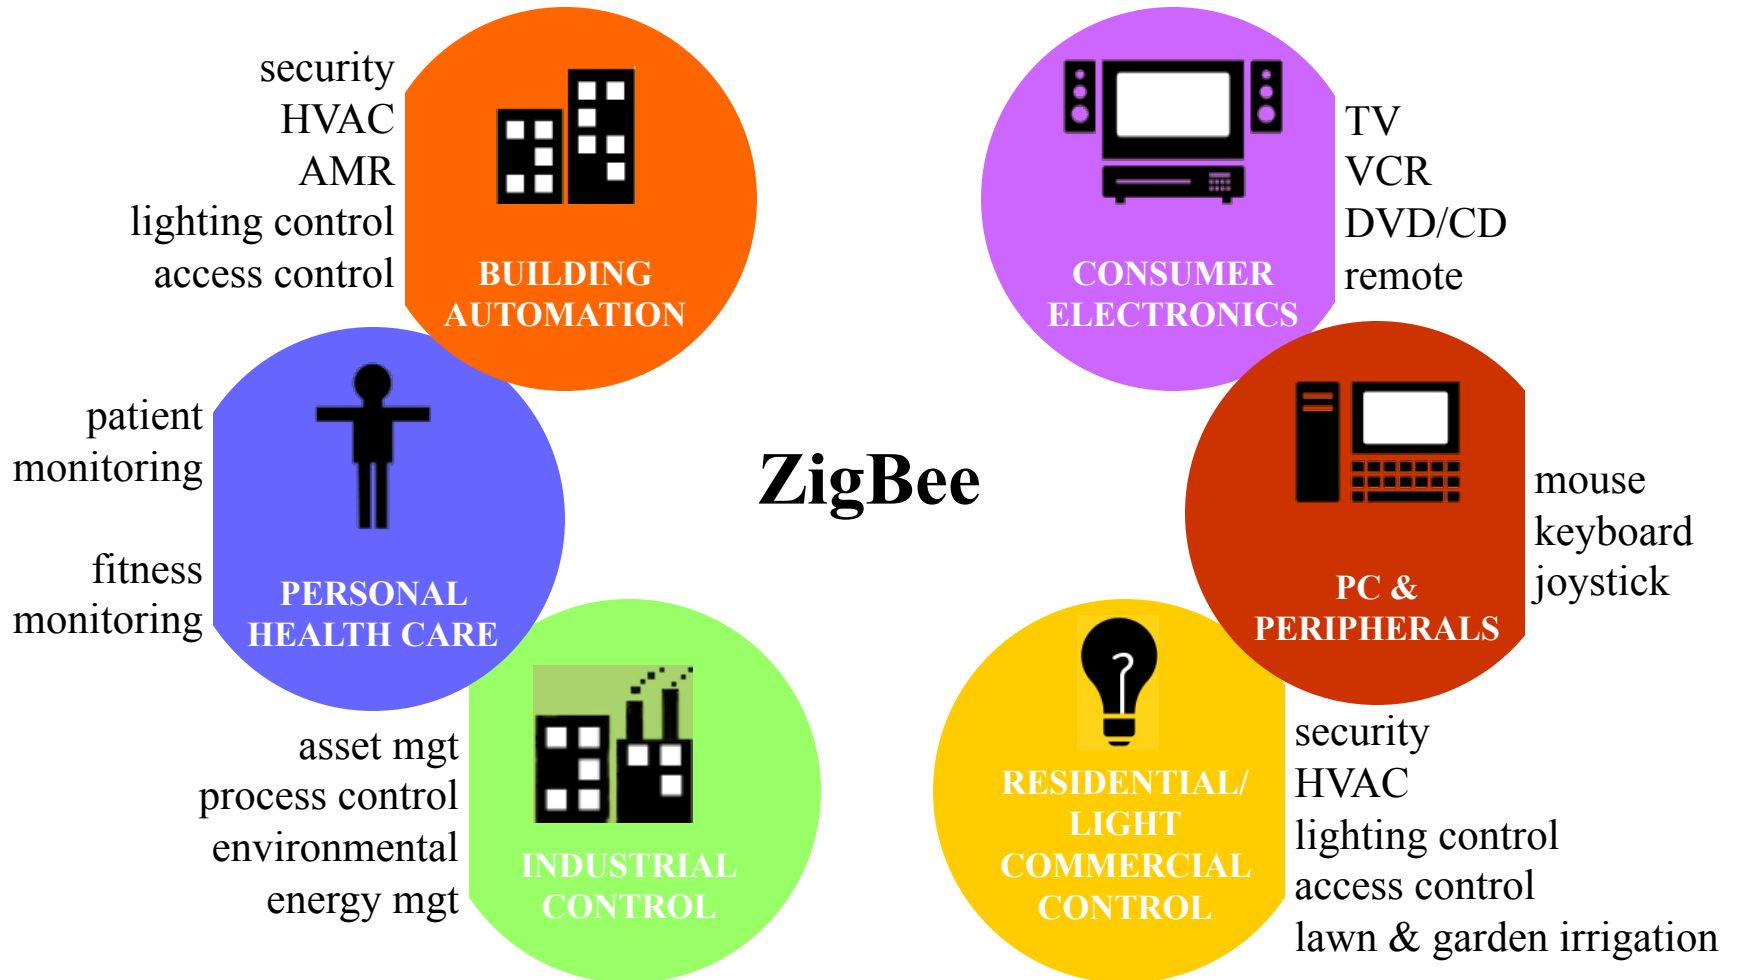 security
HVAC
AMR
lighting control
access control
BUILDING
AUTOMATION
CONSUMER
ELECTRONICS
TV
VCR
DVD/CD
remote
patient
monitoring
fitness
monitoring
PERSONAL
HEALTH CARE
ZigBee
PC &
PERIPHERALS
mouse
keyboard
joystick
asset mgt
process control
environmental
energy mgt
INDUSTRIAL
CONTROL
?
RESIDENTIAL/
LIGHT
COMMERCIAL
CONTROL
security
HVAC
lighting control
access control
lawn & garden irrigation